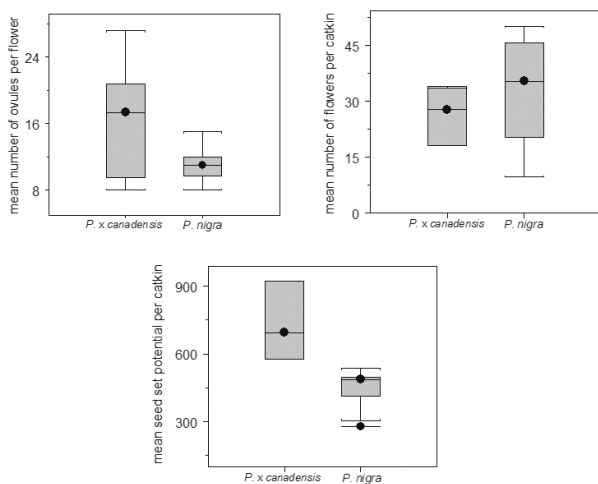 mean number of ovules per flower
24
16
8
P. x canadensis
P. nigra
mean number of flowers per catkin
45
30
15
0
P. x canadensis
P. nigra
mean seed set potential per catkin
900
600
300
P. x canadensis
P. nigra